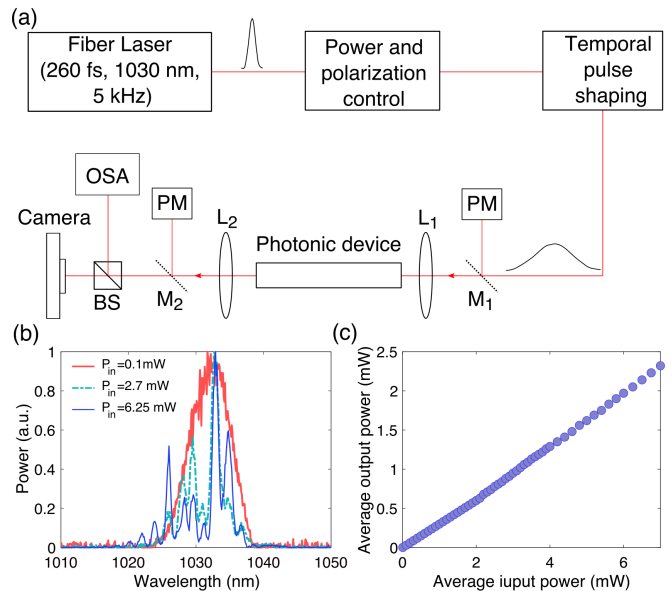 (a)
Fiber Laser
(260 fs, 1030 nm,
5 kHz)
Power and
polarization
control
Temporal
pulse
shaping
OSA
PM
PM
Camera
L2
L1
Photonic device
BS
M2
M1
(b)
(c)
Pin=0.1mW
Pin=2.7 mW
Pin=6.25 mW
Power (a.u.)
1
0.8
0.6
0.4
0.2
0
1010 1020 1030 1040 1050
Wavelength (nm)
Average output power (mW)
2.5
2
1.5
1
0.5
0
0 2 4 6
Average iuput power (mW)